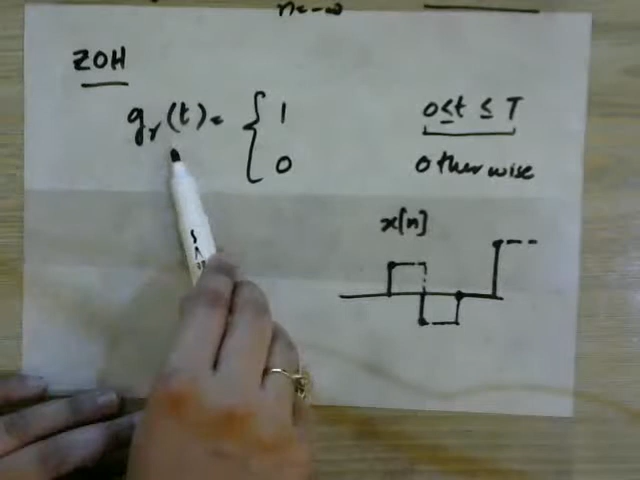 n=-∞
ZOH
gᵣ(t)= { 1 0≤t ≤ T
0 otherwise
x[n]